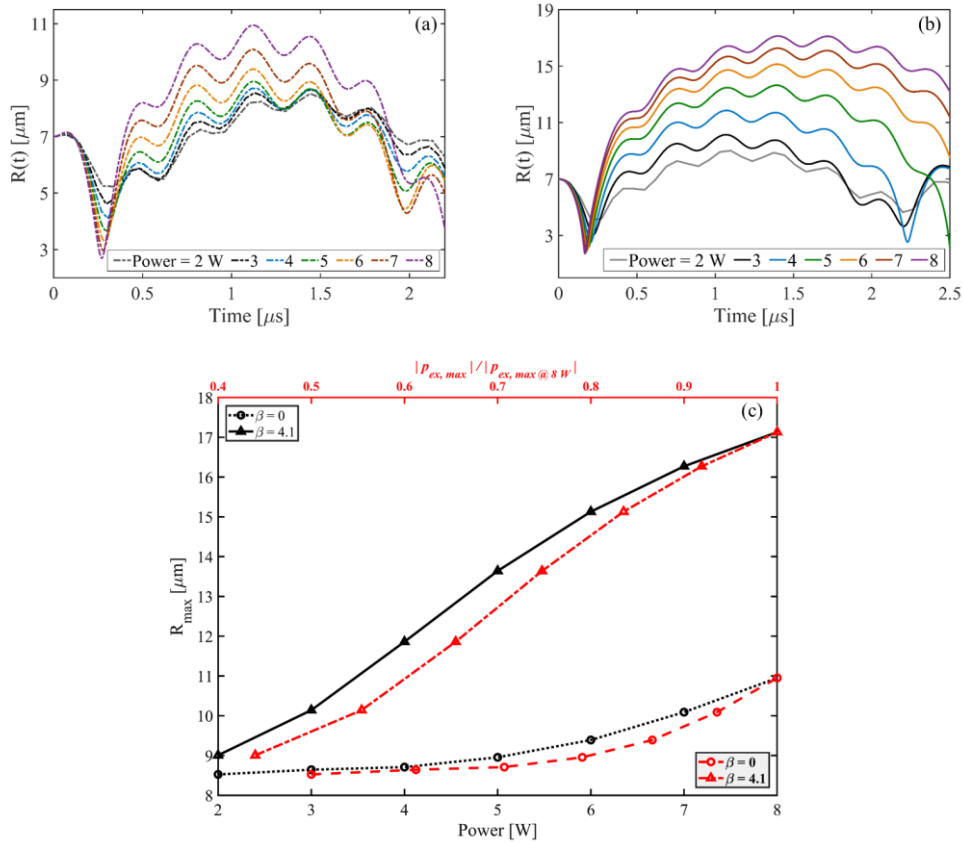 (a)
11
9
7
5
3
R(t) [μm]
Power = 2 W 3 4 5 6 7 8
0 0.5 1 1.5 2
Time [μs]
(b)
19
15
11
7
3
R(t) [μm]
Power = 2 W 3 4 5 6 7 8
0 0.5 1 1.5 2 2.5
Time [μs]
|p_ex, max|/|p_ex, max @ 8 W|
0.4 0.5 0.6 0.7 0.8 0.9 1
(c)
β = 0
β = 4.1
18
17
16
15
14
13
12
11
10
9
8
R_max [μm]
β = 0
β = 4.1
2 3 4 5 6 7 8
Power [W]